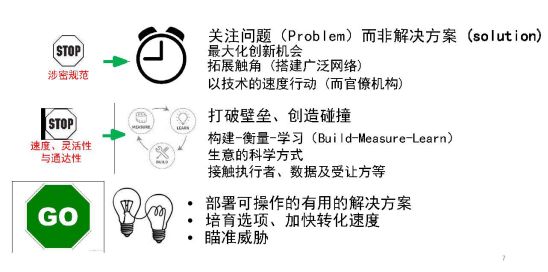 关注问题（Problem）而非解决方案 (solution)
最大化创新机会
拓展触角（搭建广泛网络）
以技术的速度行动（而官僚机构）
STOP
涉密规范
打破壁垒、创造碰撞
构建-衡量-学习（Build-Measure-Learn）
生意的科学方式
接触执行者、数据及受让方等
STOP
速度、灵活性
与通达性
MEASURE
LEARN
BUILD
GO
• 部署可操作的有用的解决方案
• 培育选项、加快转化速度
• 瞄准威胁
7